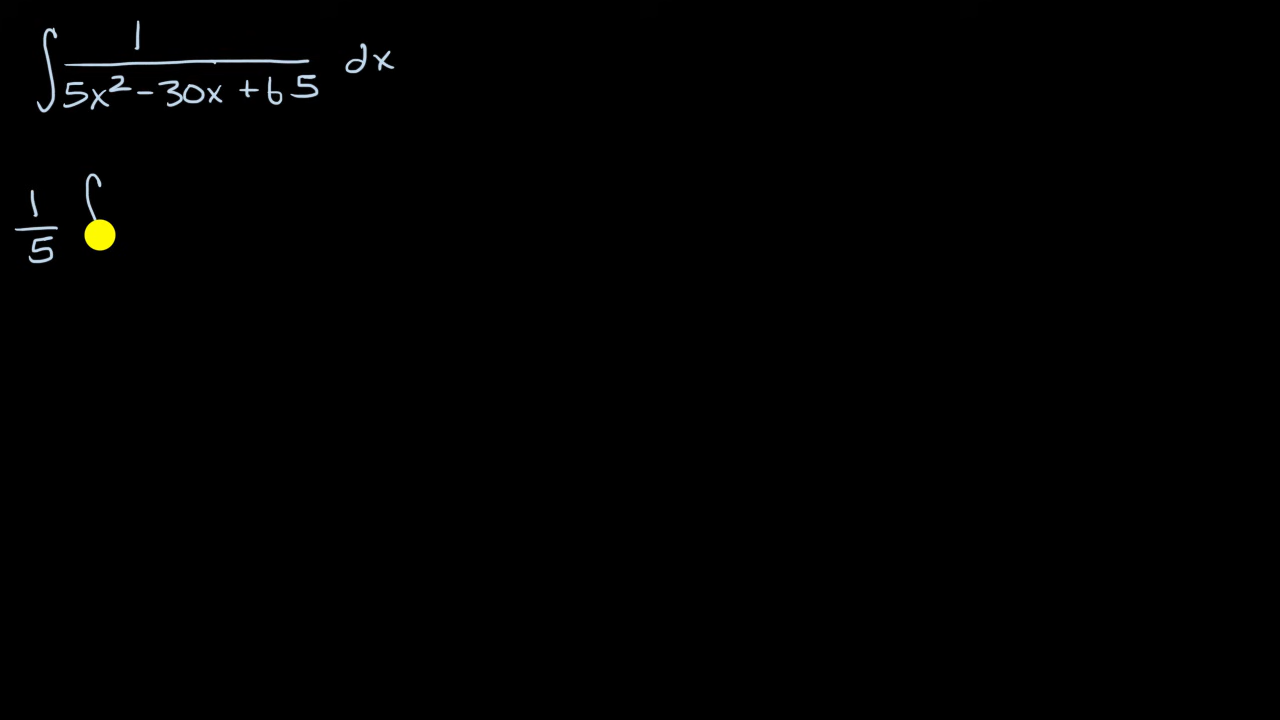 ∫ 1/(5x² - 30x + 65) dx
1/5 ∫